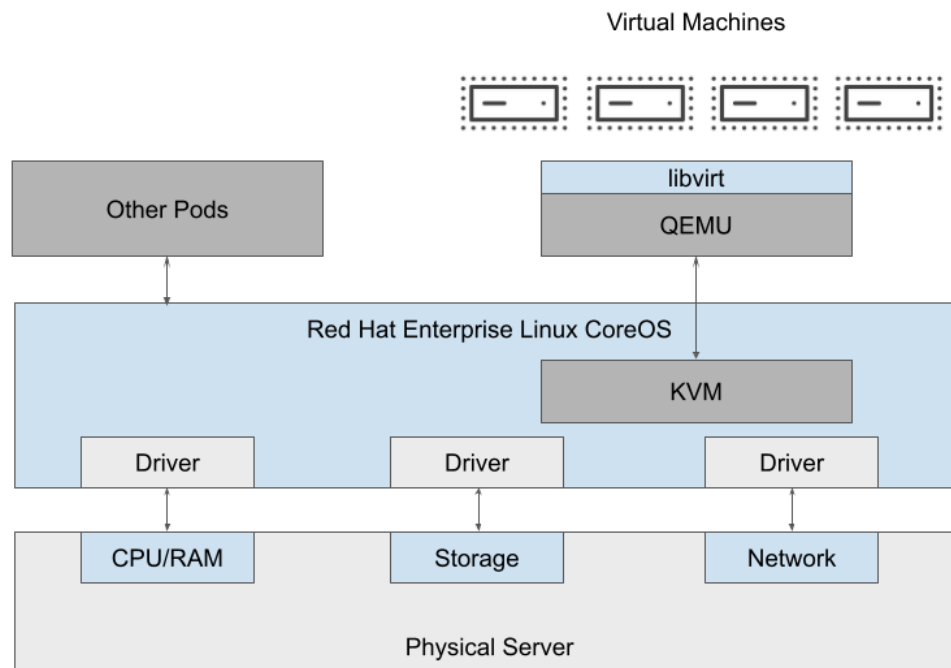 Virtual Machines
libvirt
Other Pods
QEMU
Red Hat Enterprise Linux CoreOS
KVM
Driver
Driver
Driver
CPU/RAM
Storage
Network
Physical Server